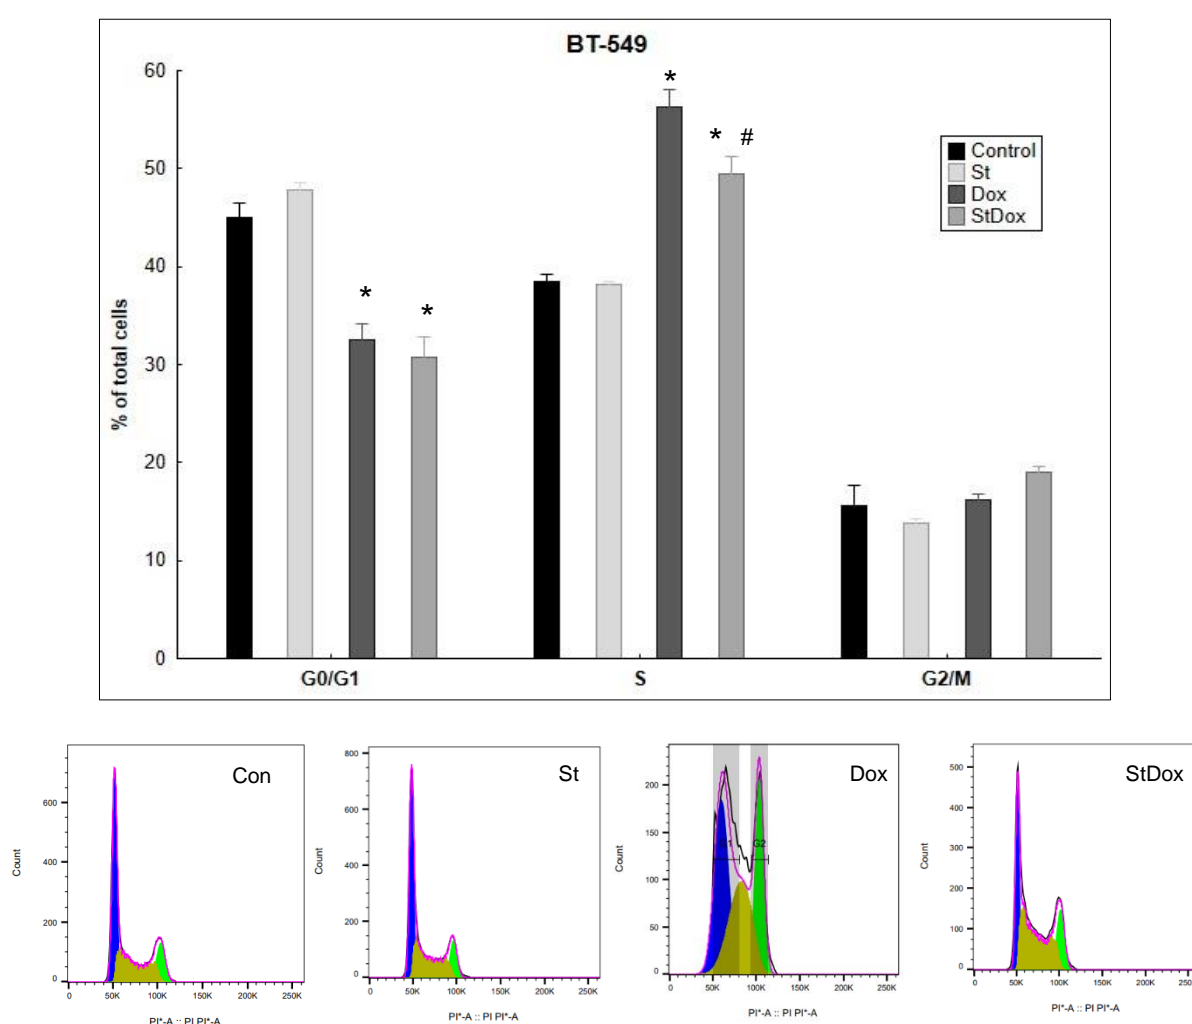 BT-549
60
50
40
30
20
10
0
% of total cells
*
*
*
* #
Control
St
Dox
StDox
G0/G1
S
G2/M
Con
600
400
200
0
Count
0 50K 100K 150K 200K 250K
PI*-A :: PI PI*-A
St
800
600
400
200
0
Count
0 50K 100K 150K 200K 250K
PI*-A :: PI PI*-A
Dox
200
150
100
50
0
Count
G2
0 50K 100K 150K 200K 250K
PI*-A :: PI PI*-A
StDox
500
400
300
200
100
0
Count
0 50K 100K 150K 200K 250K
PI*-A :: PI PI*-A